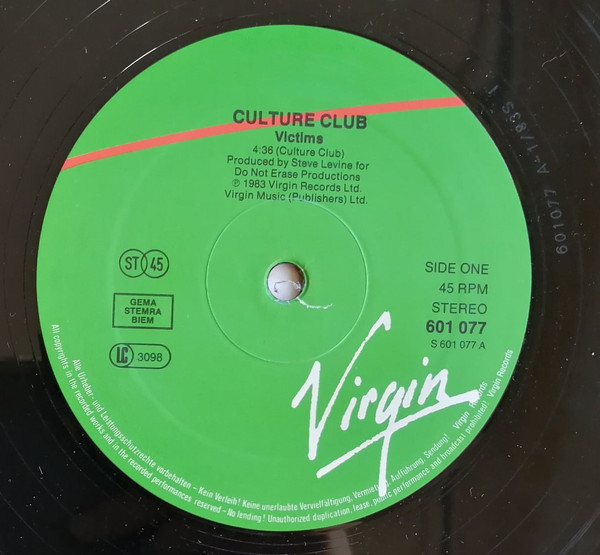 CULTURE CLUB
Victims
4:36 (Culture Club)
Produced by Steve Levine for
Do Not Erase Productions
℗ 1983 Virgin Records Ltd.
Virgin Music (Publishers) Ltd.
ST 45
GEMA
STEMRA
BIEM
LC 3098
SIDE ONE
45 RPM
STEREO
601 077
S 601 077 A
Virgin
Alle Urheber- und Leistungsschutzrechte vorbehalten – Kein Verleih! Keine unerlaubte Vervielfältigung, Vermietung, Aufführung, Sendung! Virgin Records
All copyrights in the recorded works and in the recorded performances reserved – No lending! Unauthorized duplication, lease, public performance and broadcast prohibited! Virgin Records